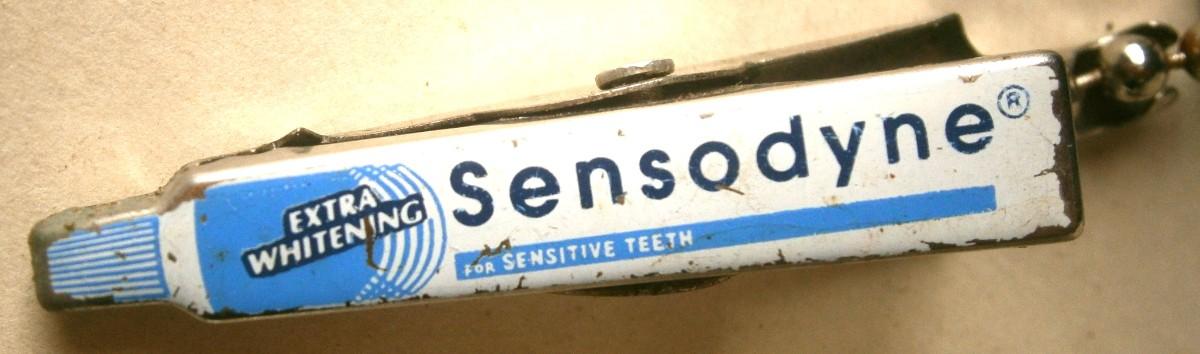 EXTRA
WHITENING
Sensodyne®
FOR SENSITIVE TEETH